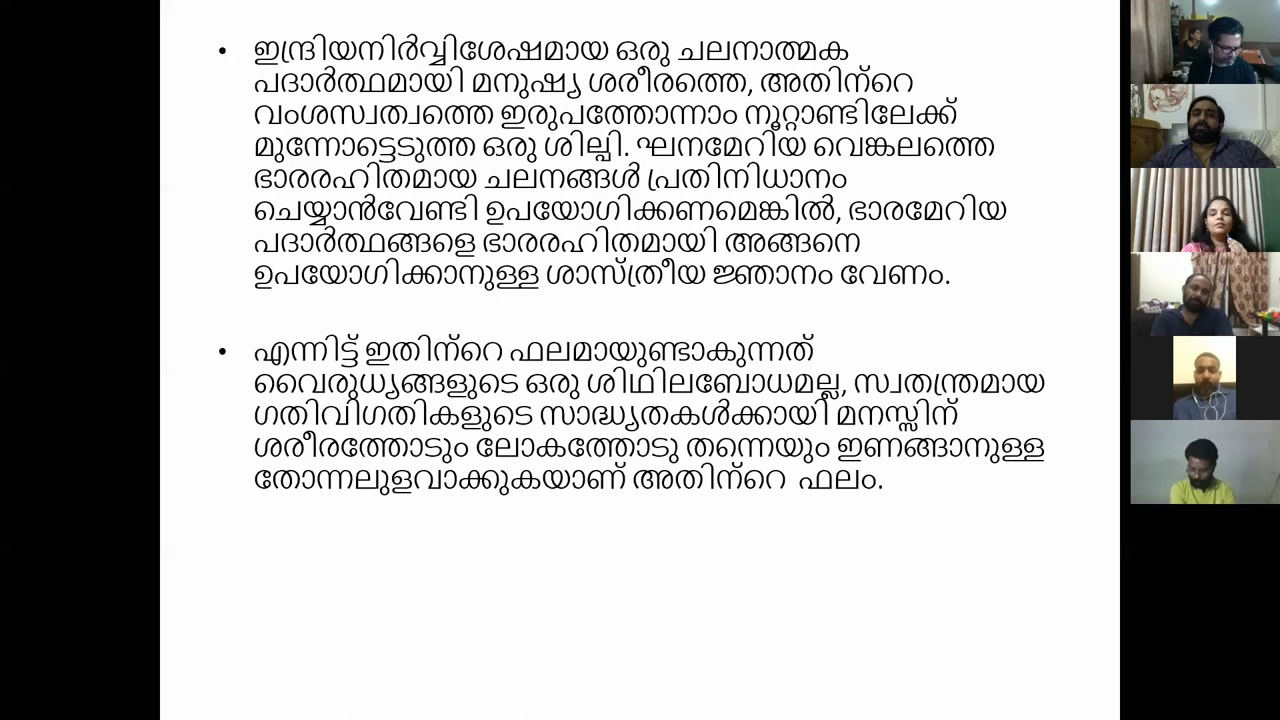 • ഇന്ദ്രിയനിർവ്വിശേഷമായ ഒരു ചലനാത്മക
പദാർത്ഥമായി മനുഷ്യ ശരീരത്തെ, അതിന്റെ
വംശസ്വത്വത്തെ ഇരുപത്തോന്നാം നൂറ്റാണ്ടിലേക്ക്
മുന്നോട്ടെടുത്ത ഒരു ശില്പി. ഘനമേറിയ വെങ്കലത്തെ
ഭാരരഹിതമായ ചലനങ്ങൾ പ്രതിനിധാനം
ചെയ്യാൻവേണ്ടി ഉപയോഗിക്കണമെങ്കിൽ, ഭാരമേറിയ
പദാർത്ഥങ്ങളെ ഭാരരഹിതമായി അങ്ങനെ
ഉപയോഗിക്കാനുള്ള ശാസ്ത്രീയ ജ്ഞാനം വേണം.
• എന്നിട്ട് ഇതിന്റെ ഫലമായുണ്ടാകുന്നത്
വൈരുധ്യങ്ങളുടെ ഒരു ശിഥിലബോധമല്ല, സ്വതന്ത്രമായ
ഗതിവിഗതികളുടെ സാദ്ധ്യതകൾക്കായി മനസ്സിന്
ശരീരത്തോടും ലോകത്തോടു തന്നെയും ഇണങ്ങാനുള്ള
തോന്നലുളവാക്കുകയാണ് അതിന്റെ ഫലം.